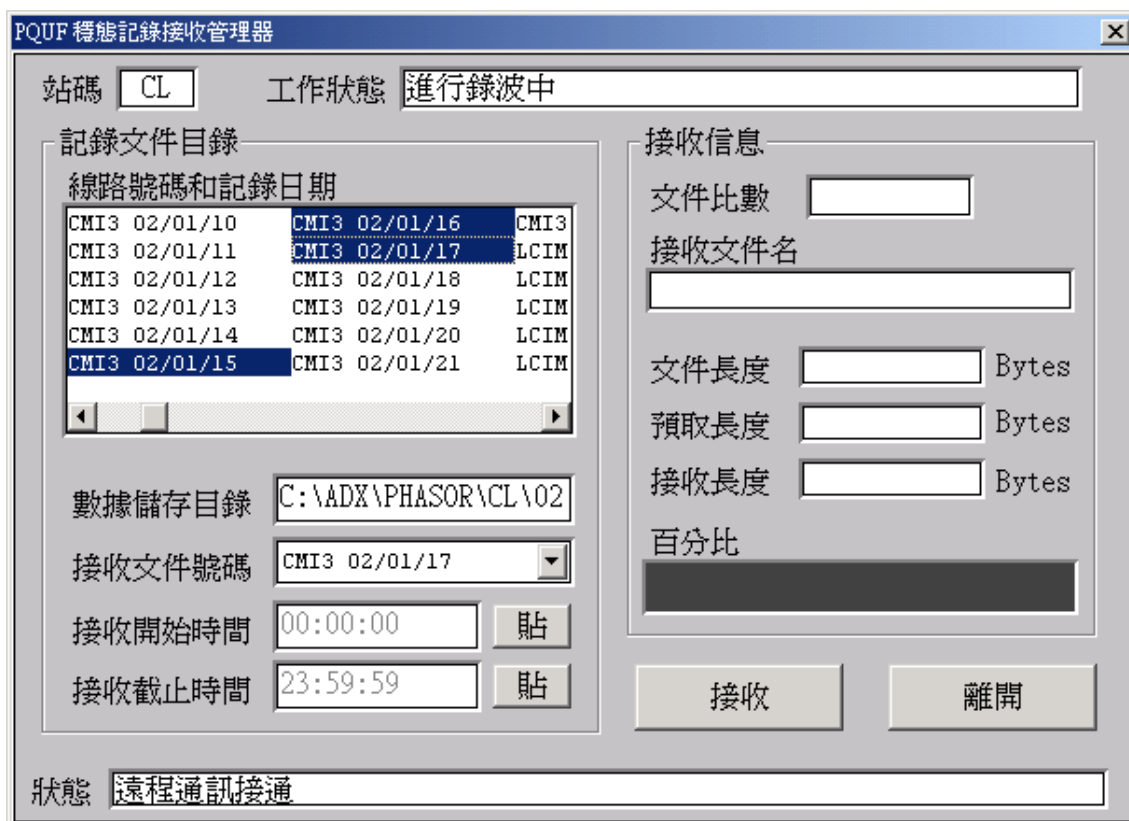 PQUF 穩態記錄接收管理器
站碼 CL 工作狀態 進行錄波中
記錄文件目錄
線路號碼和記錄日期
CMI3 02/01/10 CMI3 02/01/16 CMI3
CMI3 02/01/11 CMI3 02/01/17 LCIM
CMI3 02/01/12 CMI3 02/01/18 LCIM
CMI3 02/01/13 CMI3 02/01/19 LCIM
CMI3 02/01/14 CMI3 02/01/20 LCIM
CMI3 02/01/15 CMI3 02/01/21 LCIM
數據儲存目錄 C:\ADX\PHASOR\CL\02
接收文件號碼 CMI3 02/01/17
接收開始時間 00:00:00 貼
接收截止時間 23:59:59 貼
接收信息
文件比數
接收文件名
文件長度 Bytes
預取長度 Bytes
接收長度 Bytes
百分比
接收 離開
狀態 遠程通訊接通